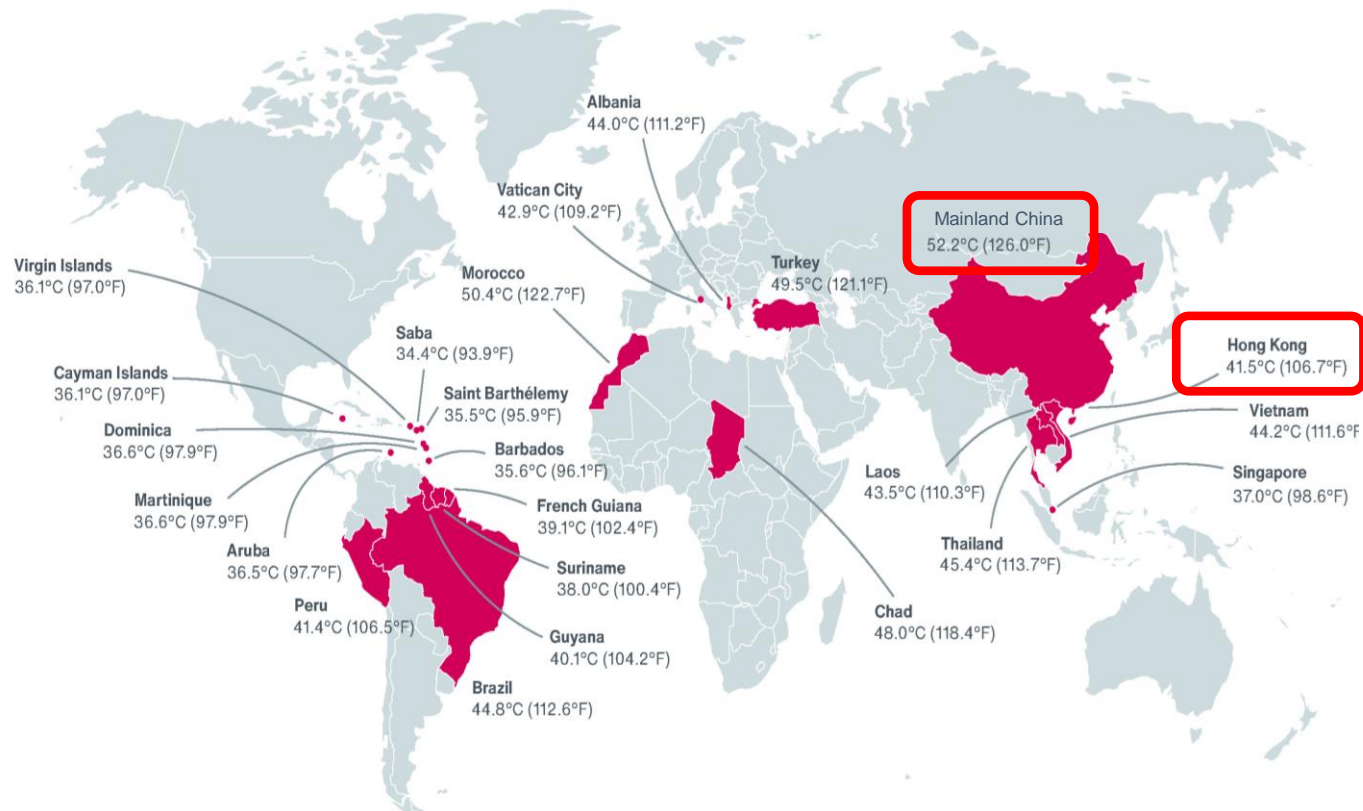 Albania
44.0°C (111.2°F)
Vatican City
42.9°C (109.2°F)
Mainland China
52.2°C (126.0°F)
Virgin Islands
36.1°C (97.0°F)
Morocco
50.4°C (122.7°F)
Turkey
49.5°C (121.1°F)
Saba
34.4°C (93.9°F)
Hong Kong
41.5°C (106.7°F)
Cayman Islands
36.1°C (97.0°F)
Saint Barthélemy
35.5°C (95.9°F)
Vietnam
44.2°C (111.6°F
Dominica
36.6°C (97.9°F)
Barbados
35.6°C (96.1°F)
Laos
43.5°C (110.3°F)
Singapore
37.0°C (98.6°F)
Martinique
36.6°C (97.9°F)
French Guiana
39.1°C (102.4°F)
Thailand
45.4°C (113.7°F)
Aruba
36.5°C (97.7°F)
Suriname
38.0°C (100.4°F)
Peru
41.4°C (106.5°F)
Chad
48.0°C (118.4°F)
Guyana
40.1°C (104.2°F)
Brazil
44.8°C (112.6°F)